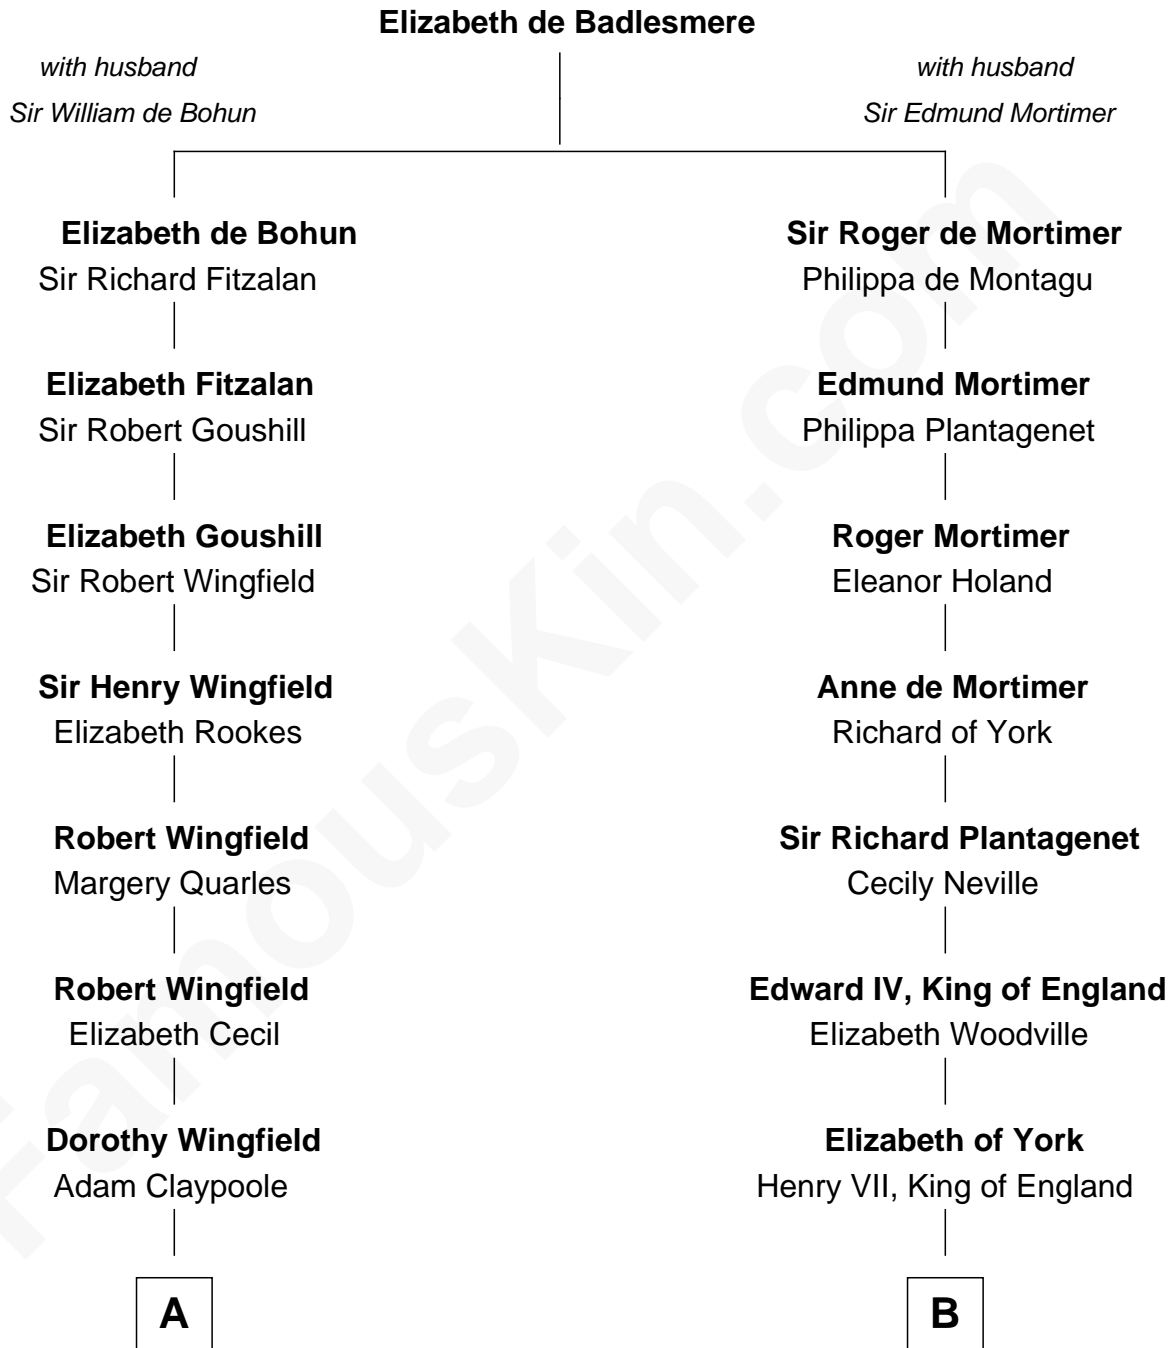 Elizabeth de Badlesmere
with husband
Sir William de Bohun
with husband
Sir Edmund Mortimer
Elizabeth de Bohun
Sir Richard Fitzalan
Sir Roger de Mortimer
Philippa de Montagu
Elizabeth Fitzalan
Sir Robert Goushill
Edmund Mortimer
Philippa Plantagenet
Elizabeth Goushill
Sir Robert Wingfield
Roger Mortimer
Eleanor Holand
Sir Henry Wingfield
Elizabeth Rookes
Anne de Mortimer
Richard of York
Robert Wingfield
Margery Quarles
Sir Richard Plantagenet
Cecily Neville
Robert Wingfield
Elizabeth Cecil
Edward IV, King of England
Elizabeth Woodville
Dorothy Wingfield
Adam Claypoole
Elizabeth of York
Henry VII, King of England
A
B
FamousKin.com